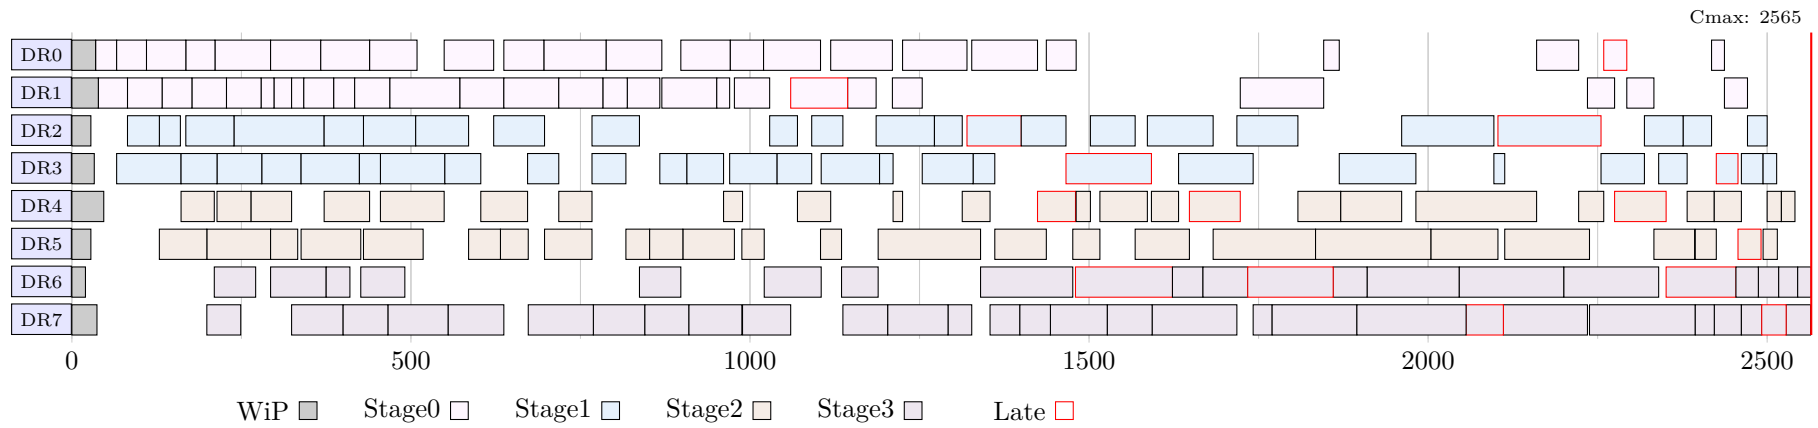 Cmax: 2565
DR0
DR1
DR2
DR3
DR4
DR5
DR6
DR7
0 500 1000 1500 2000 2500
WiP Stage0 Stage1 Stage2 Stage3 Late